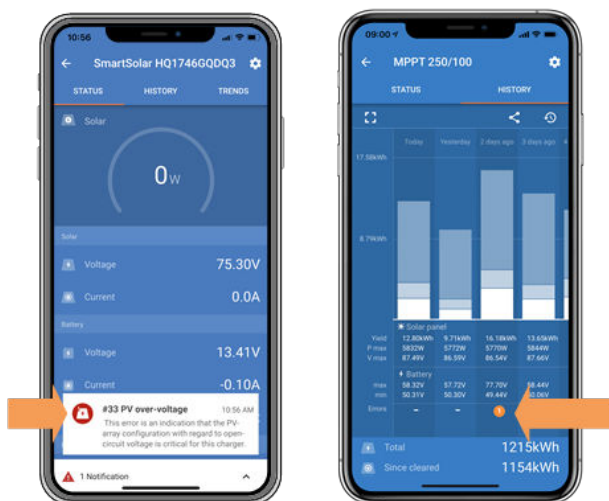 10:56
SmartSolar HQ1746GQDQ3
STATUS HISTORY TRENDS
Solar
0W
Solar
Voltage 75.30V
Current 0.0A
Battery
Voltage 13.41V
Current -0.10A
#33 PV over-voltage 10:56 AM
This error is an indication that the PV-
array configuration with regard to open-
circuit voltage is critical for this charger.
1 Notification
09:00
MPPT 250/100
STATUS HISTORY
Today Yesterday 2 days ago 3 days ago 4
17.58kWh
8.79kWh
Solar panel
Yield 12.80kWh 9.71kWh 16.18kWh 13.65kWh
P max 5832W 5772W 5770W 5844W
V max 87.49V 86.59V 86.54V 87.66V
Battery
max 58.32V 57.72V 77.70V 58.44V
min 50.31V 50.30V 49.44V 50.06V
Errors – – 1
Total 1215kWh
Since cleared 1154kWh